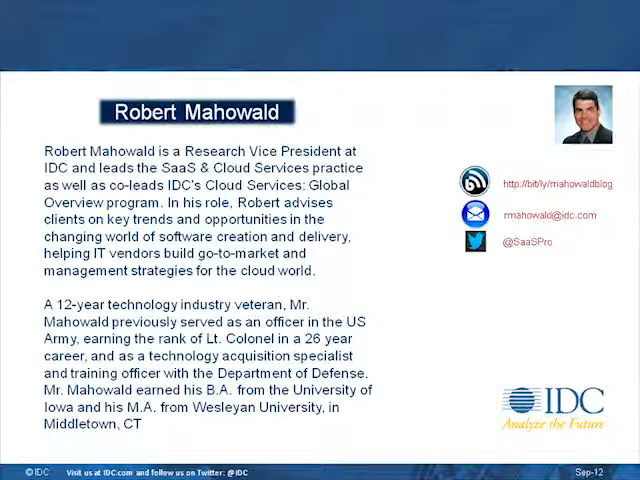 Robert Mahowald
Robert Mahowald is a Research Vice President at
IDC and leads the SaaS & Cloud Services practice
as well as co-leads IDC's Cloud Services: Global
Overview program. In his role, Robert advises
clients on key trends and opportunities in the
changing world of software creation and delivery,
helping IT vendors build go-to-market and
management strategies for the cloud world.
A 12-year technology industry veteran, Mr.
Mahowald previously served as an officer in the US
Army, earning the rank of Lt. Colonel in a 26 year
career, and as a technology acquisition specialist
and training officer with the Department of Defense.
Mr. Mahowald earned his B.A. from the University of
Iowa and his M.A. from Wesleyan University, in
Middletown, CT
http://bit/ly/mahowaldblog
rmahowald@idc.com
@SaaSPro
IDC
Analyze the Future
© IDC Visit us at IDC.com and follow us on Twitter: @IDC Sep-12